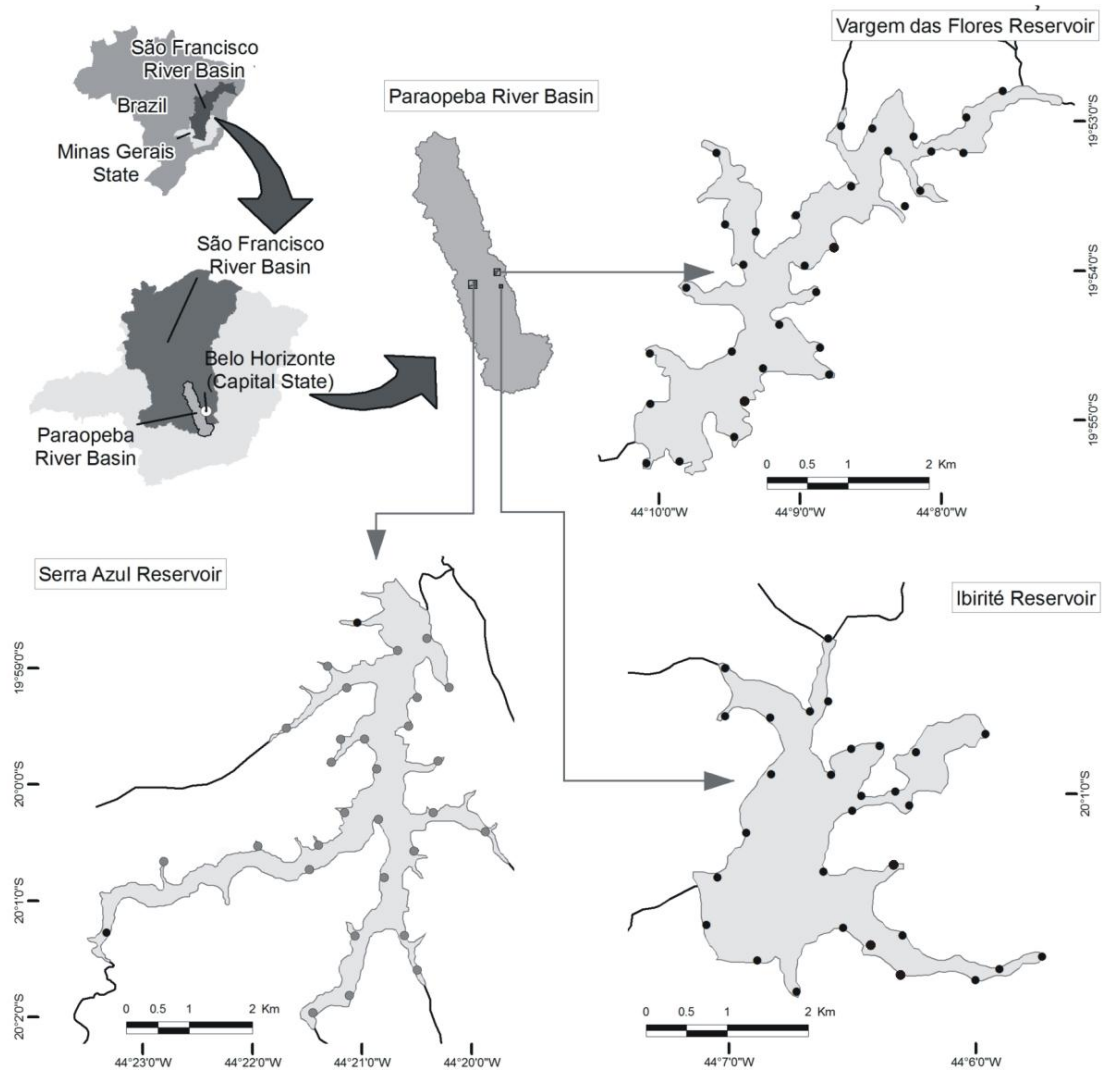 São Francisco
River Basin
Brazil
Minas Gerais
State
São Francisco
River Basin
Belo Horizonte
(Capital State)
Paraopeba
River Basin
Paraopeba River Basin
Vargem das Flores Reservoir
19°53'0"S
19°54'0"S
19°55'0"S
0 0.5 1 2 Km
44°10'0"W 44°9'0"W 44°8'0"W
Serra Azul Reservoir
19°59'0"S
20°0'0"S
20°1'0"S
20°2'0"S
0 0.5 1 2 Km
44°23'0"W 44°22'0"W 44°21'0"W 44°20'0"W
Ibirité Reservoir
20°1'0"S
0 0.5 1 2 Km
44°7'0"W 44°6'0"W